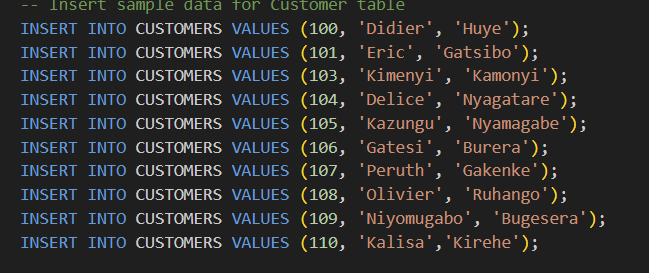 -- Insert sample data for Customer table
INSERT INTO CUSTOMERS VALUES (100, 'Didier', 'Huye');
INSERT INTO CUSTOMERS VALUES (101, 'Eric', 'Gatsibo');
INSERT INTO CUSTOMERS VALUES (103, 'Kimenyi', 'Kamonyi');
INSERT INTO CUSTOMERS VALUES (104, 'Delice', 'Nyagatare');
INSERT INTO CUSTOMERS VALUES (105, 'Kazungu', 'Nyamagabe');
INSERT INTO CUSTOMERS VALUES (106, 'Gatesi', 'Burera');
INSERT INTO CUSTOMERS VALUES (107, 'Peruth', 'Gakenke');
INSERT INTO CUSTOMERS VALUES (108, 'Olivier', 'Ruhango');
INSERT INTO CUSTOMERS VALUES (109, 'Niyomugabo', 'Bugesera');
INSERT INTO CUSTOMERS VALUES (110, 'Kalisa','Kirehe');